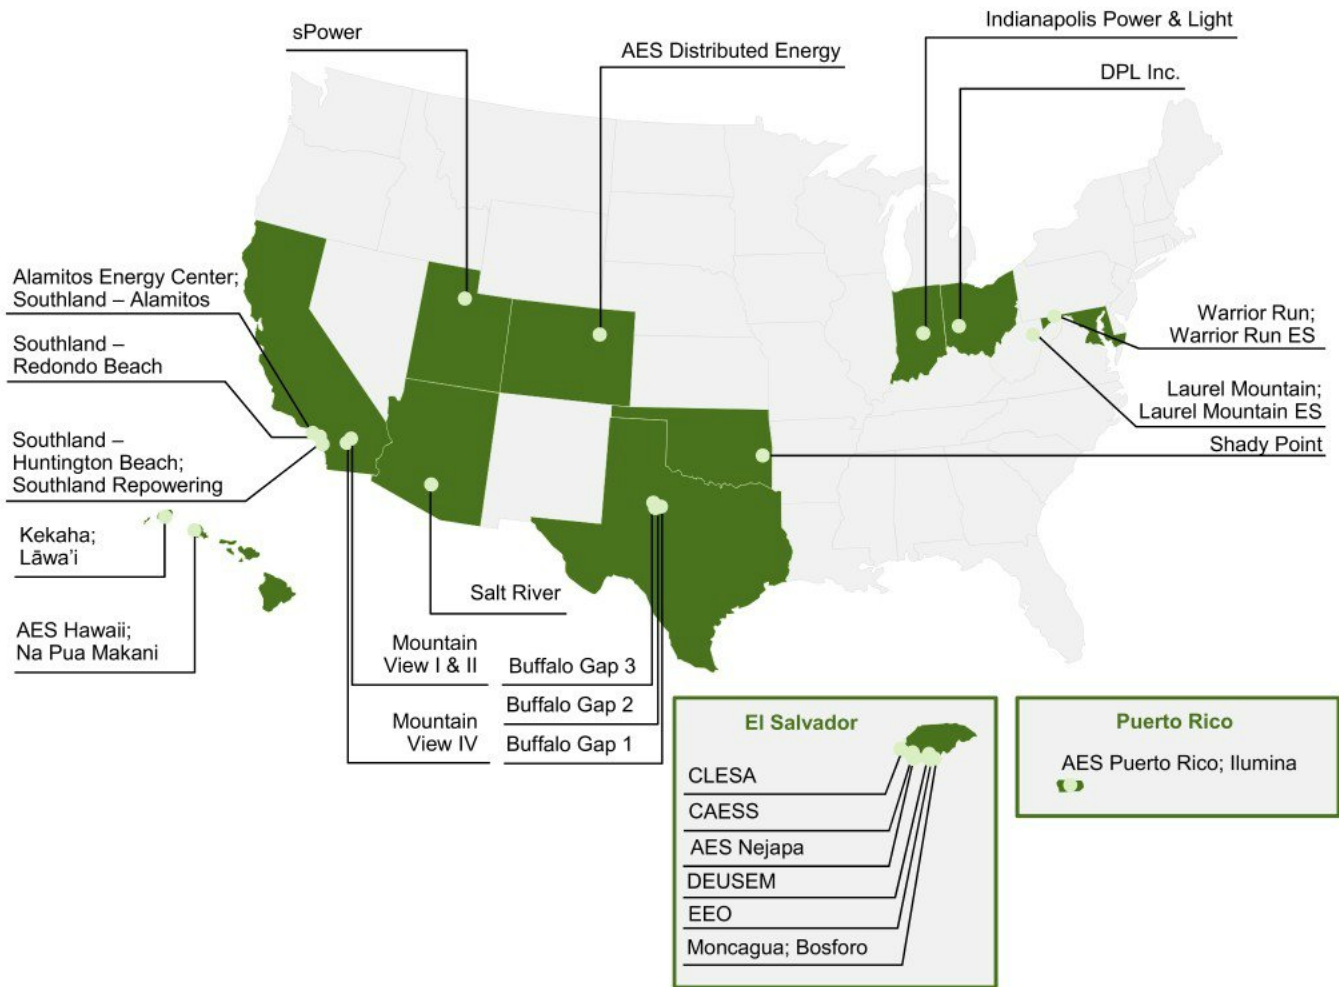 sPower
AES Distributed Energy
Indianapolis Power & Light
DPL Inc.
Alamitos Energy Center;
Southland – Alamitos
Southland –
Redondo Beach
Southland –
Huntington Beach;
Southland Repowering
Kekaha;
Lāwa’i
AES Hawaii;
Na Pua Makani
Warrior Run;
Warrior Run ES
Laurel Mountain;
Laurel Mountain ES
Shady Point
Salt River
Mountain
View I & II
Mountain
View IV
Buffalo Gap 3
Buffalo Gap 2
Buffalo Gap 1
El Salvador
CLESA
CAESS
AES Nejapa
DEUSEM
EEO
Moncagua; Bosforo
Puerto Rico
AES Puerto Rico; Ilumina